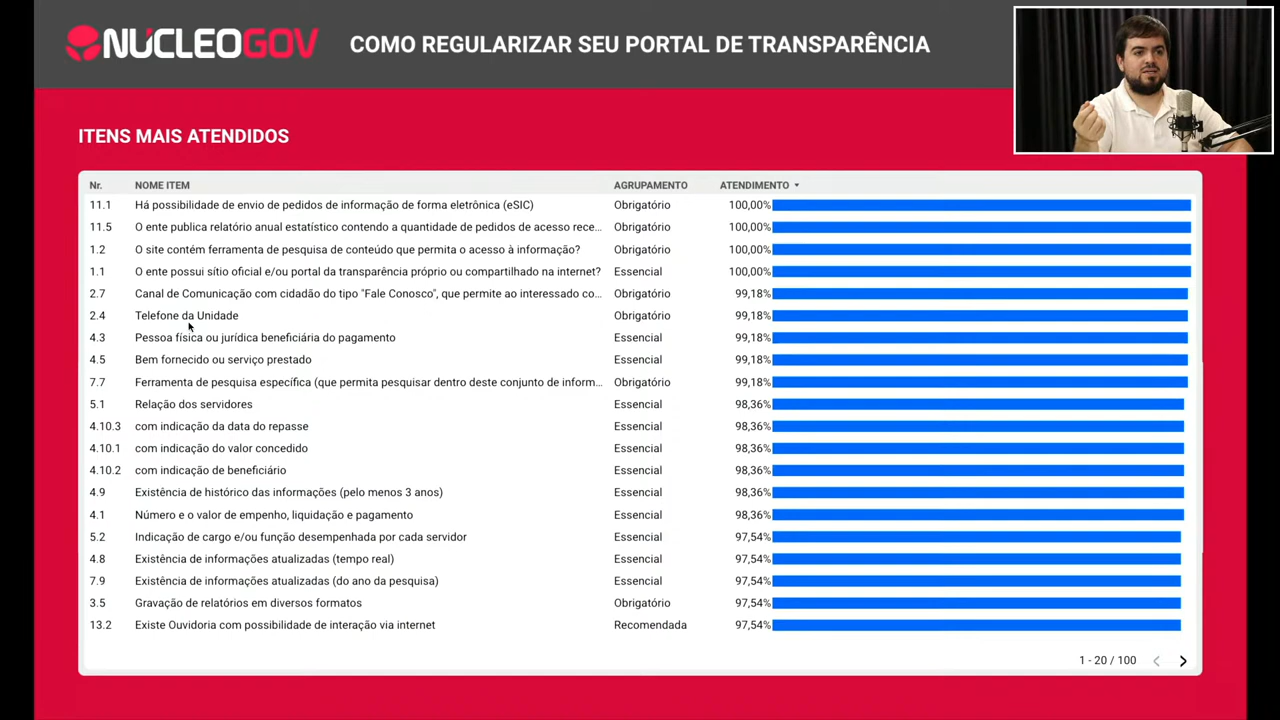 NÚCLEOGOV
COMO REGULARIZAR SEU PORTAL DE TRANSPARÊNCIA
ITENS MAIS ATENDIDOS
Nr. NOME ITEM AGRUPAMENTO ATENDIMENTO
11.1 Há possibilidade de envio de pedidos de informação de forma eletrônica (eSIC) Obrigatório 100,00%
11.5 O ente publica relatório anual estatístico contendo a quantidade de pedidos de acesso rece... Obrigatório 100,00%
1.2 O site contém ferramenta de pesquisa de conteúdo que permita o acesso à informação? Obrigatório 100,00%
1.1 O ente possui sítio oficial e/ou portal da transparência próprio ou compartilhado na internet? Essencial 100,00%
2.7 Canal de Comunicação com cidadão do tipo "Fale Conosco", que permite ao interessado co... Obrigatório 99,18%
2.4 Telefone da Unidade Obrigatório 99,18%
4.3 Pessoa física ou jurídica beneficiária do pagamento Essencial 99,18%
4.5 Bem fornecido ou serviço prestado Essencial 99,18%
7.7 Ferramenta de pesquisa específica (que permita pesquisar dentro deste conjunto de inform... Obrigatório 99,18%
5.1 Relação dos servidores Essencial 98,36%
4.10.3 com indicação da data do repasse Essencial 98,36%
4.10.1 com indicação do valor concedido Essencial 98,36%
4.10.2 com indicação de beneficiário Essencial 98,36%
4.9 Existência de histórico das informações (pelo menos 3 anos) Essencial 98,36%
4.1 Número e o valor de empenho, liquidação e pagamento Essencial 98,36%
5.2 Indicação de cargo e/ou função desempenhada por cada servidor Essencial 97,54%
4.8 Existência de informações atualizadas (tempo real) Essencial 97,54%
7.9 Existência de informações atualizadas (do ano da pesquisa) Essencial 97,54%
3.5 Gravação de relatórios em diversos formatos Obrigatório 97,54%
13.2 Existe Ouvidoria com possibilidade de interação via internet Recomendada 97,54%
1 - 20 / 100